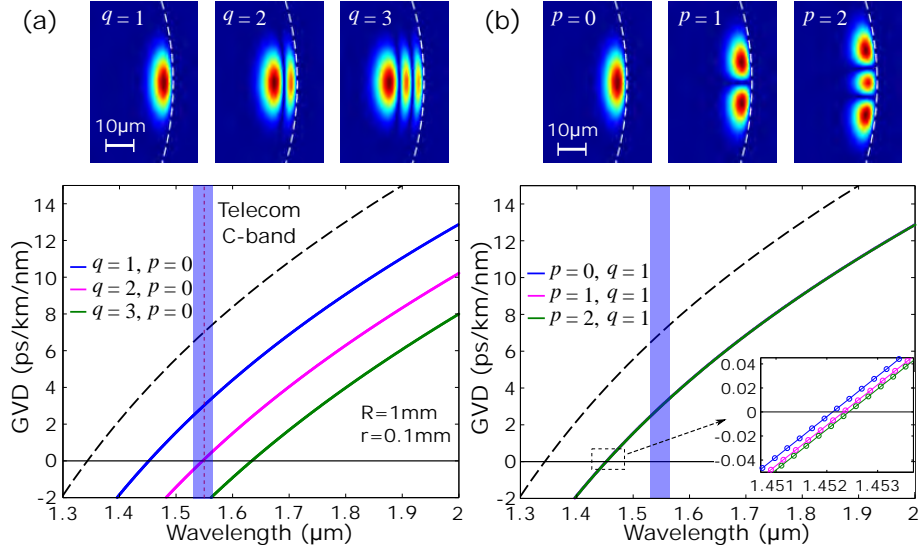 (a)
q = 1
q = 2
q = 3
10µm
(b)
p = 0
p = 1
p = 2
10µm
GVD (ps/km/nm)
14
12
10
8
6
4
2
0
-2
Telecom
C-band
q = 1, p = 0
q = 2, p = 0
q = 3, p = 0
R=1mm
r=0.1mm
1.3
1.4
1.5
1.6
1.7
1.8
1.9
2
Wavelength (µm)
GVD (ps/km/nm)
14
12
10
8
6
4
2
0
-2
p = 0, q = 1
p = 1, q = 1
p = 2, q = 1
0.04
0.02
0
-0.02
-0.04
1.451
1.452
1.453
1.3
1.4
1.5
1.6
1.7
1.8
1.9
2
Wavelength (µm)